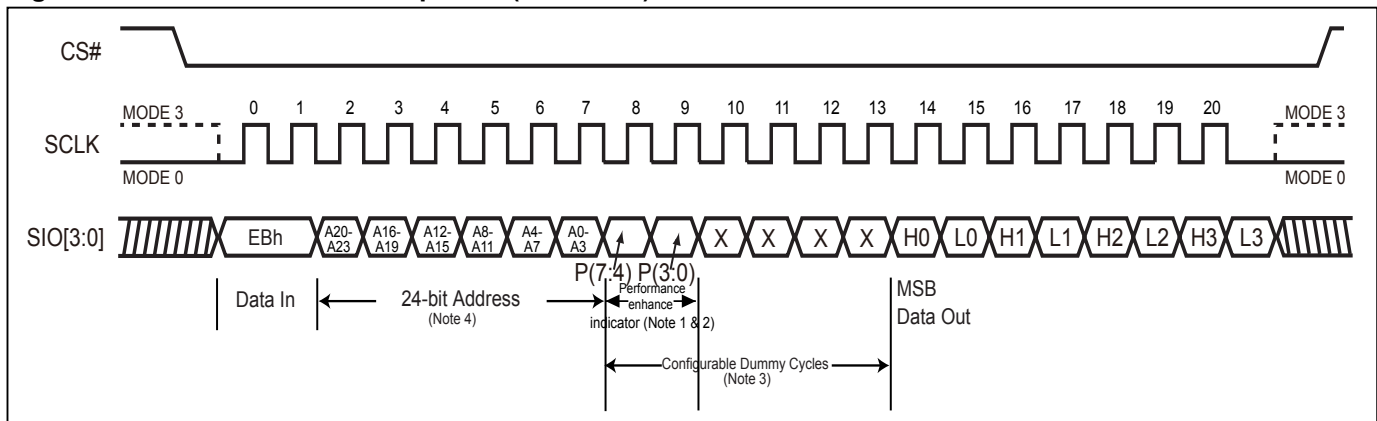 CS#
0 1 2 3 4 5 6 7 8 9 10 11 12 13 14 15 16 17 18 19 20
MODE 3
MODE 3
SCLK
MODE 0
MODE 0
SIO[3:0]
EBh
A20-
A23
A16-
A19
A12-
A15
A8-
A11
A4-
A7
A0-
A3
X X X X H0 L0 H1 L1 H2 L2 H3 L3
P(7:4) P(3:0)
Data In
24-bit Address
(Note 4)
Performance
enhance
indicator (Note 1 & 2)
MSB
Data Out
Configurable Dummy Cycles
(Note 3)